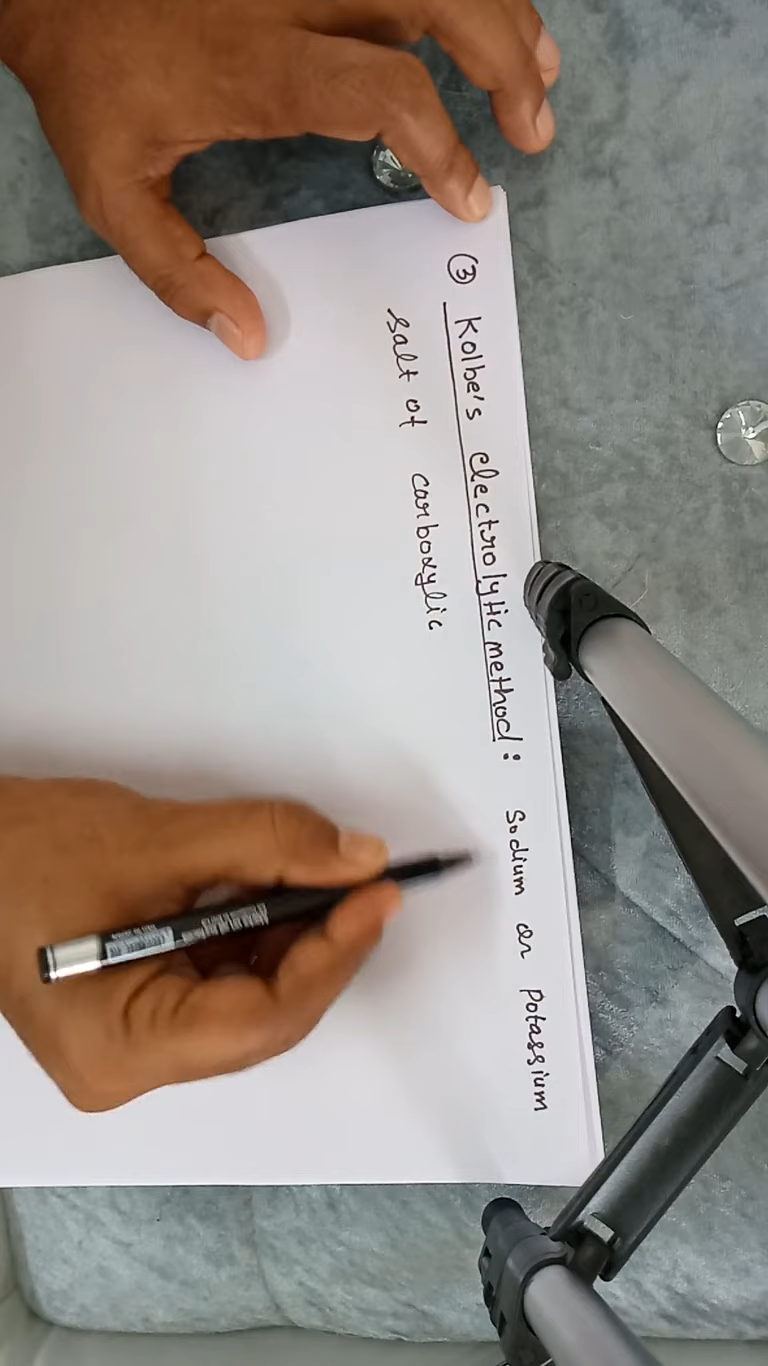 ③ Kolbe's electrolytic method : Sodium or Potassium
salt of carboxylic